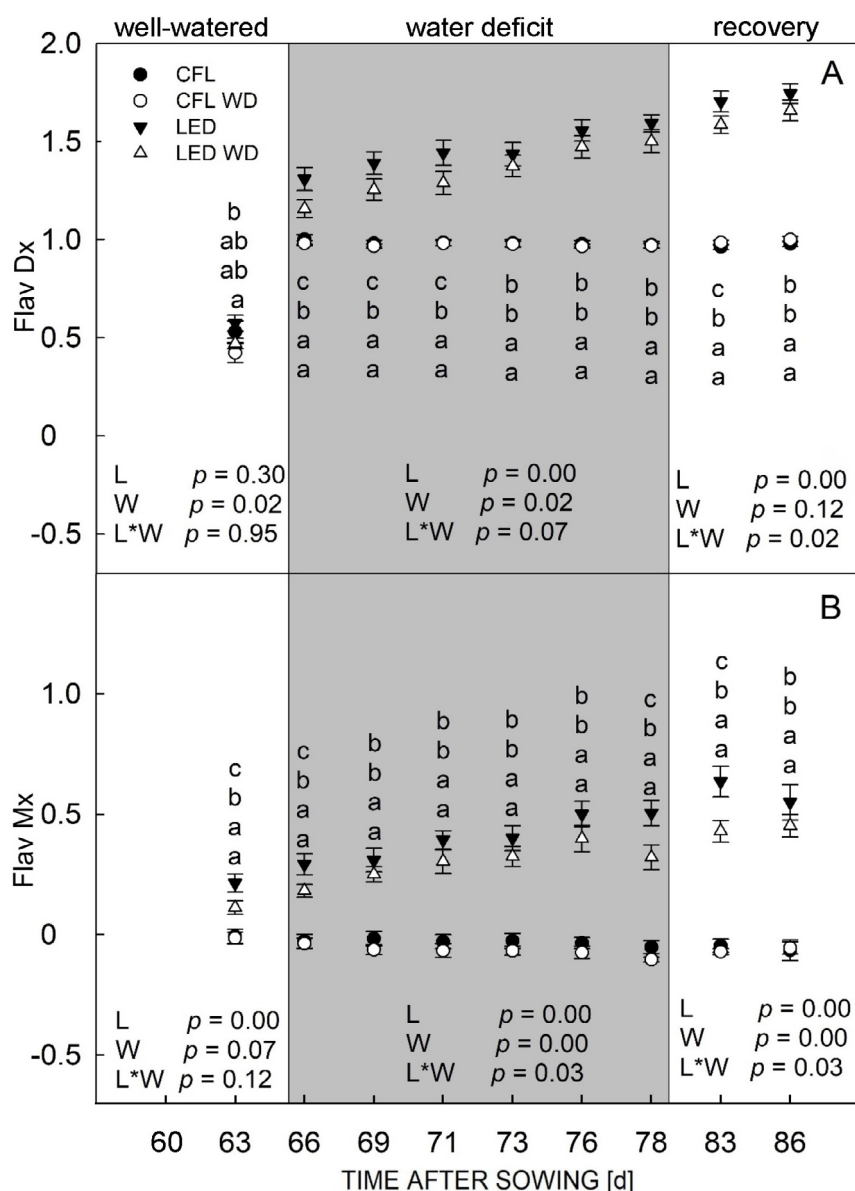 well-watered water deficit recovery
2.0
A
CFL
CFL WD
LED
LED WD
1.5
b
ab
ab
a
1.0
c c c b b b c b
b b b b b b b b
a a a a a a a a
a a a a a a a a
Flav Dx
0.5
0
L p = 0.30
W p = 0.02
L*W p = 0.95
L p = 0.00
W p = 0.02
L*W p = 0.07
L p = 0.00
W p = 0.12
L*W p = 0.02
-0.5
B
1.0
c b b b b c c b
b b b b b b b b
a a a a a a a a
a a a a a a a a
c
b
a
a
Flav Mx
0.5
0
L p = 0.00
W p = 0.07
L*W p = 0.12
L p = 0.00
W p = 0.00
L*W p = 0.03
L p = 0.00
W p = 0.00
L*W p = 0.03
-0.5
60 63 66 69 71 73 76 78 83 86
TIME AFTER SOWING [d]